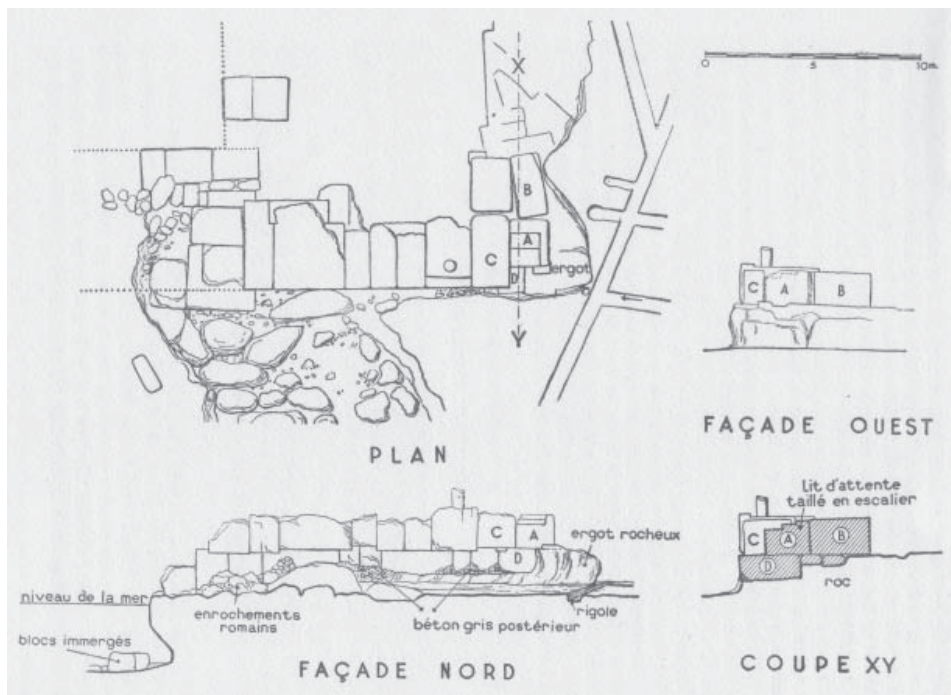 X
0 5 10m.
B
A
C
D
ergot
Y
PLAN
C A B
FAÇADE OUEST
C A
D
ergot rocheux
niveau de la mer
enrochements
romains
béton gris postérieur
rigole
blocs immergés
FAÇADE NORD
Lit d'attente
taillé en escalier
C A B
D
roc
COUPE XY